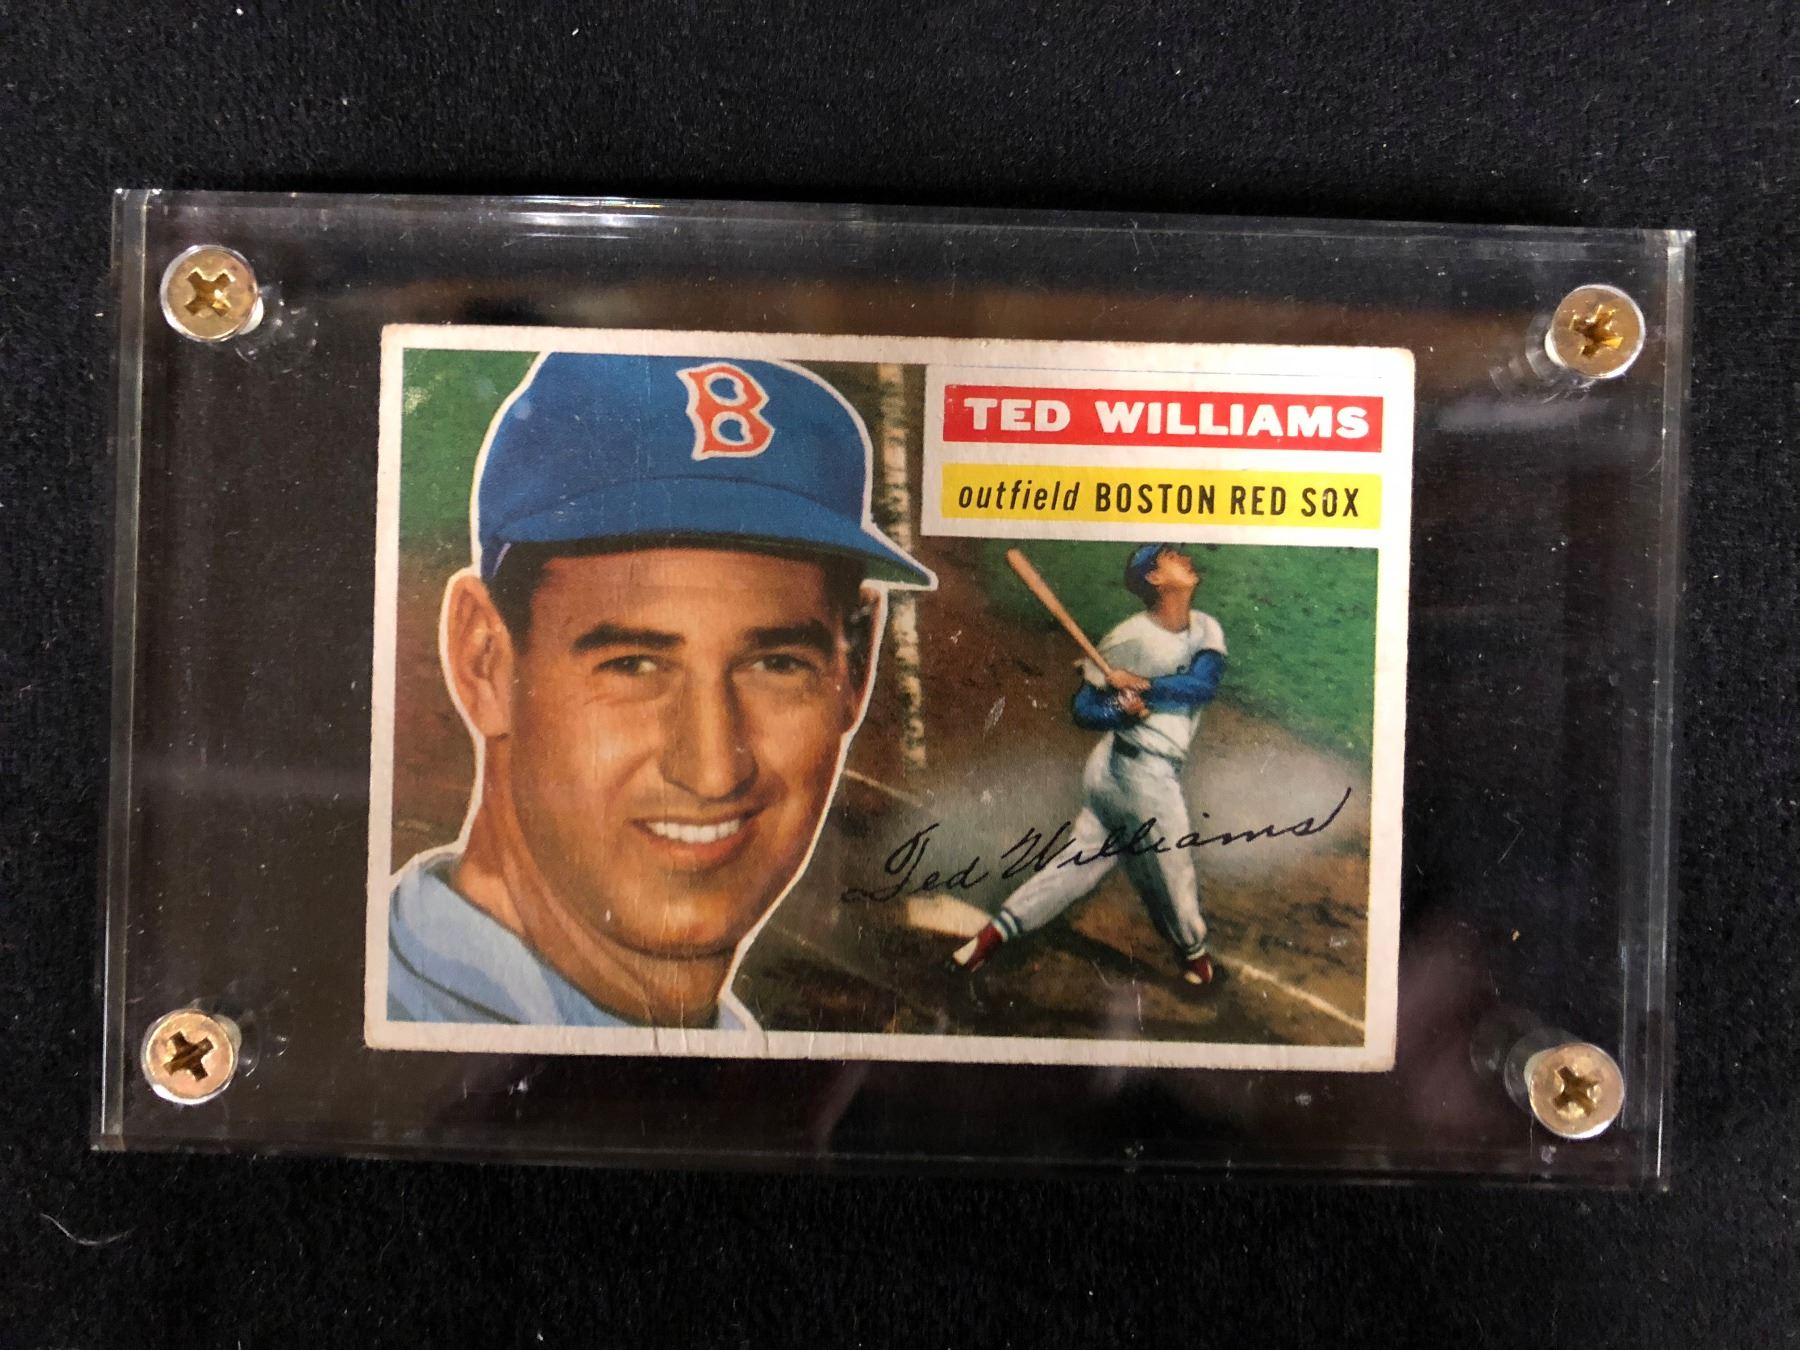 B
TED WILLIAMS
outfield BOSTON RED SOX
Ted Williams